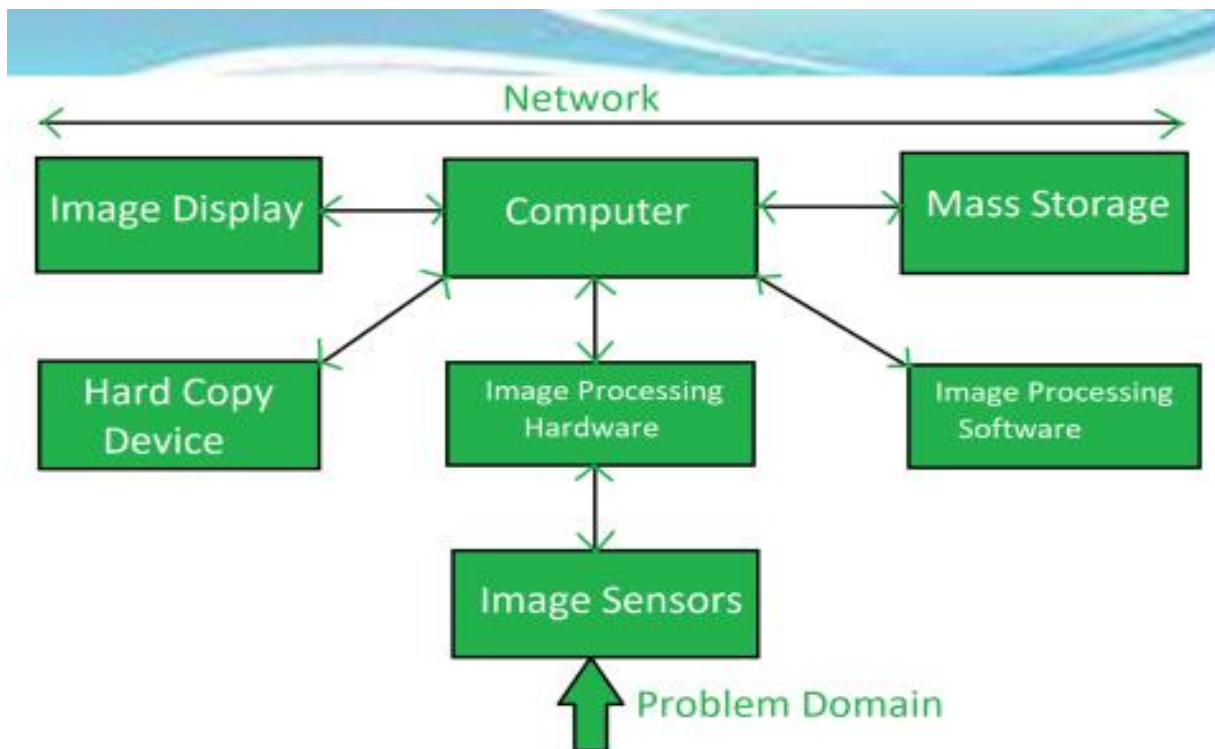 Network
Image Display
Computer
Mass Storage
Hard Copy
Device
Image Processing
Hardware
Image Processing
Software
Image Sensors
Problem Domain